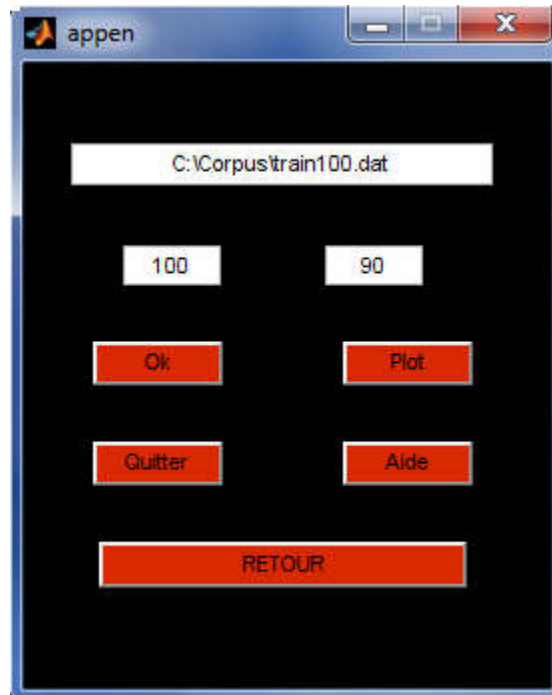 appen
C:\Corpus\train100.dat
100 90
Ok Plot
Quitter Aide
RETOUR